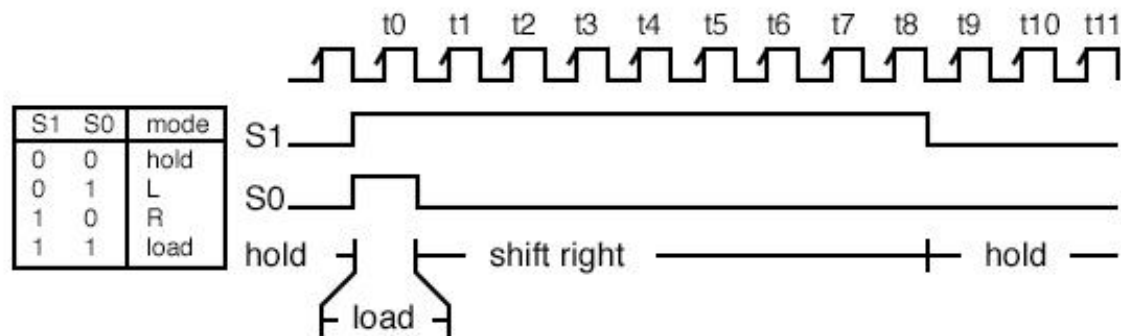 t0 t1 t2 t3 t4 t5 t6 t7 t8 t9 t10 t11
S1 S0 mode
0 0 hold
0 1 L
1 0 R
1 1 load
S1
S0
hold shift right hold
load